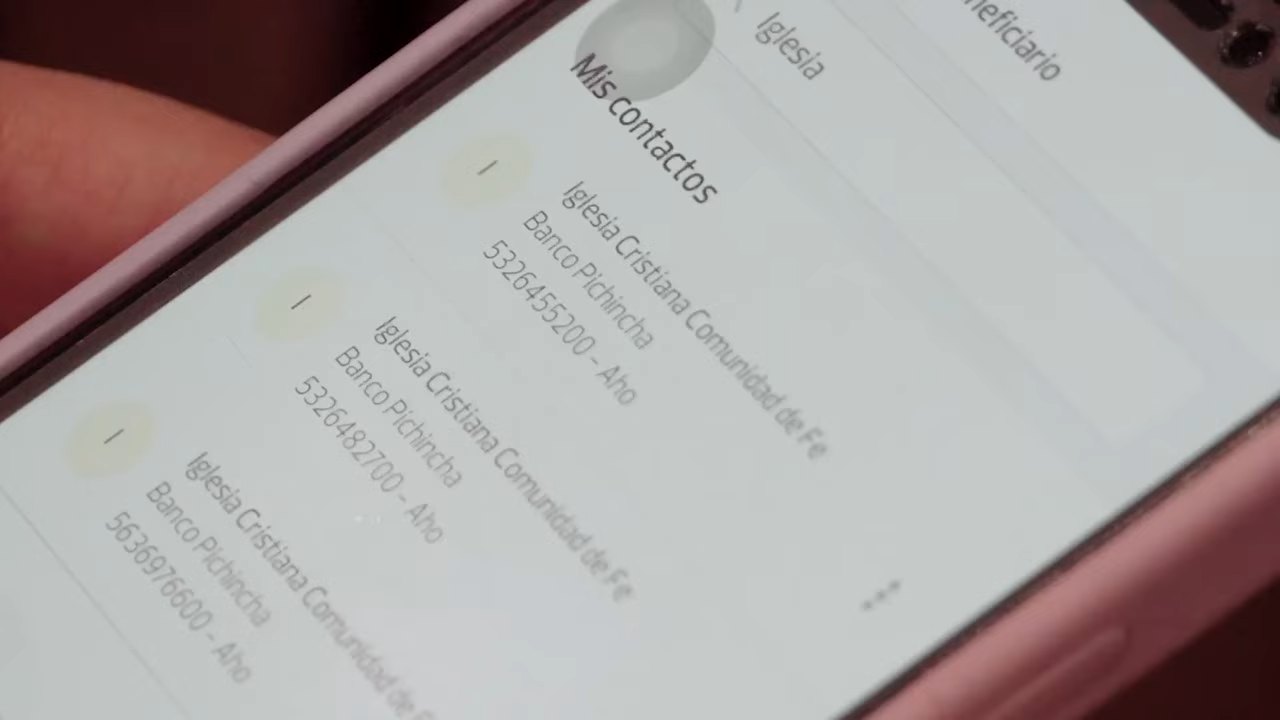 neficiario
Iglesia
Mis contactos
I
Iglesia Cristiana Comunidad de Fe
Banco Pichincha
5326455200 - Aho
I
Iglesia Cristiana Comunidad de Fe
Banco Pichincha
5326482700 - Aho
I
Iglesia Cristiana Comunidad de F
Banco Pichincha
5636976600 - Aho